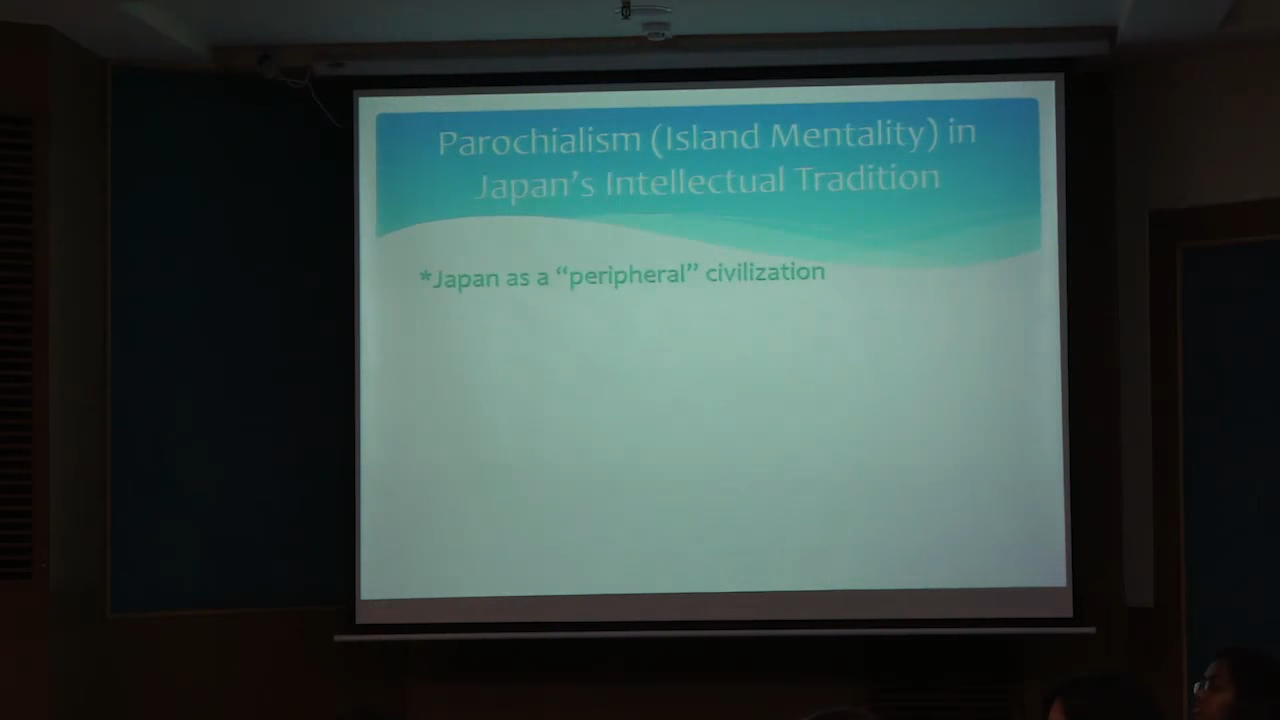 Parochialism (Island Mentality) in
Japan's Intellectual Tradition
*Japan as a “peripheral” civilization